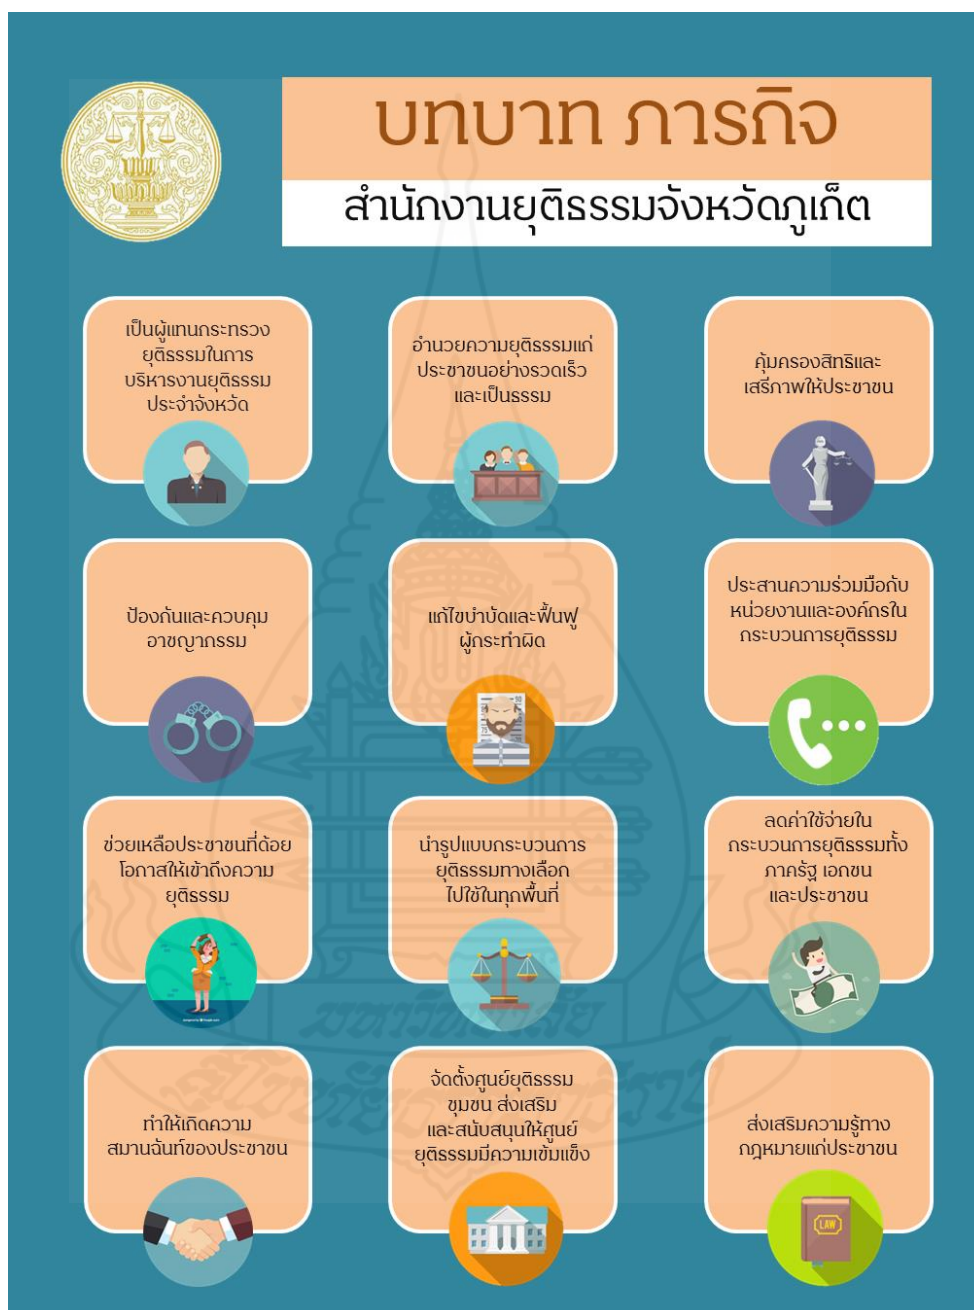 บทบาท ภารกิจ
สำนักงานยุติธรรมจังหวัดภูเก็ต
เป็นผู้แทนกระทรวง
ยุติธรรมในการ
บริหารงานยุติธรรม
ประจำจังหวัด
อำนวยความยุติธรรมแก่
ประชาชนอย่างรวดเร็ว
และเป็นธรรม
คุ้มครองสิทธิและ
เสรีภาพให้ประชาชน
ป้องกันและควบคุม
อาชญากรรม
แก้ไขบำบัดและฟื้นฟู
ผู้กระทำผิด
ประสานความร่วมมือกับ
หน่วยงานและองค์กรใน
กระบวนการยุติธรรม
ช่วยเหลือประชาชนที่ด้อย
โอกาสให้เข้าถึงความ
ยุติธรรม
นำรูปแบบกระบวนการ
ยุติธรรมทางเลือก
ไปใช้ในทุกพื้นที่
ลดค่าใช้จ่ายใน
กระบวนการยุติธรรมทั้ง
ภาครัฐ เอกชน
และประชาชน
ทำให้เกิดความ
สมานฉันท์ของประชาชน
จัดตั้งศูนย์ยุติธรรม
ชุมชน ส่งเสริม
และสนับสนุนให้ศูนย์
ยุติธรรมมีความเข้มแข็ง
ส่งเสริมความรู้ทาง
กฎหมายแก่ประชาชน
LAW
มหาวิทยาลัย
สุโขทัยธรรมาธิราช